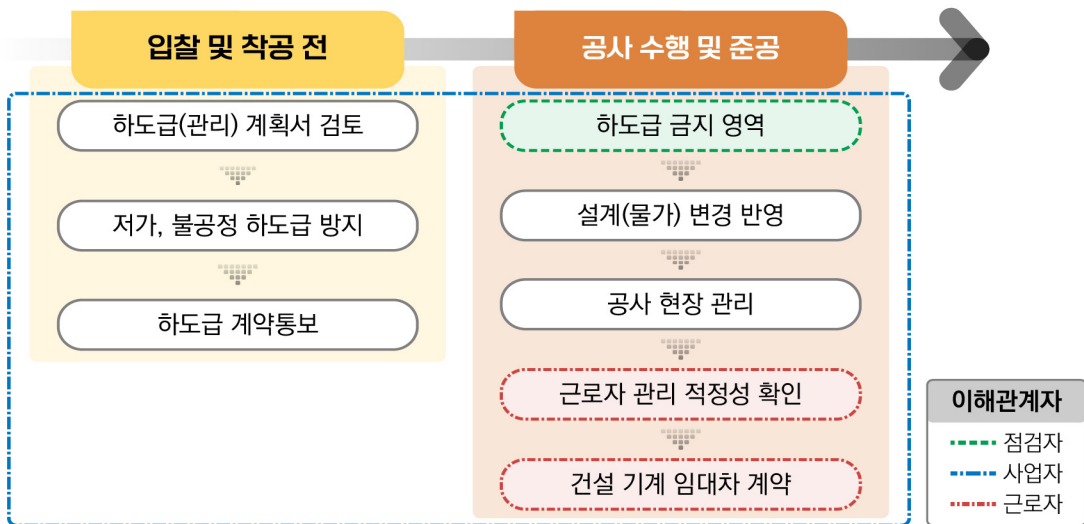 입찰 및 착공 전
하도급(관리) 계획서 검토
저가, 불공정 하도급 방지
하도급 계약통보
공사 수행 및 준공
하도급 금지 영역
설계(물가) 변경 반영
공사 현장 관리
근로자 관리 적정성 확인
건설 기계 임대차 계약
이해관계자
점검자
사업자
근로자